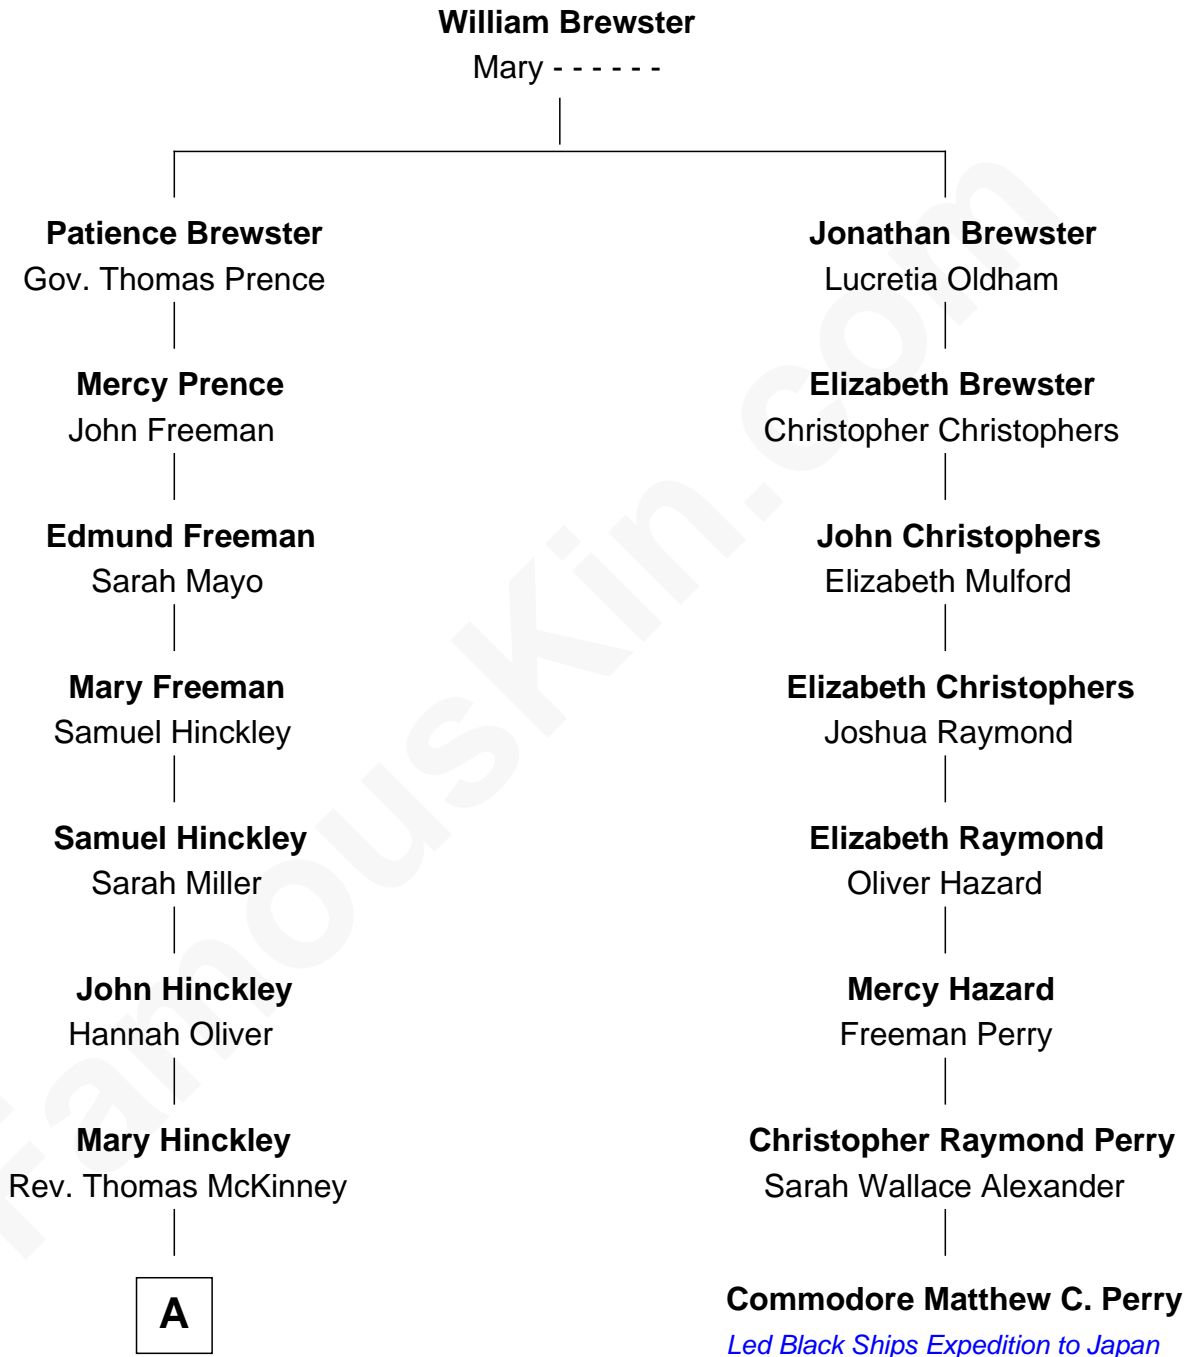 William Brewster
Mary - - - - - -
Patience Brewster
Gov. Thomas Prence
Jonathan Brewster
Lucretia Oldham
Mercy Prence
John Freeman
Elizabeth Brewster
Christopher Christophers
Edmund Freeman
Sarah Mayo
John Christophers
Elizabeth Mulford
Mary Freeman
Samuel Hinckley
Elizabeth Christophers
Joshua Raymond
Samuel Hinckley
Sarah Miller
Elizabeth Raymond
Oliver Hazard
John Hinckley
Hannah Oliver
Mercy Hazard
Freeman Perry
Mary Hinckley
Rev. Thomas McKinney
Christopher Raymond Perry
Sarah Wallace Alexander
A
Commodore Matthew C. Perry
Led Black Ships Expedition to Japan
FamousKin.com